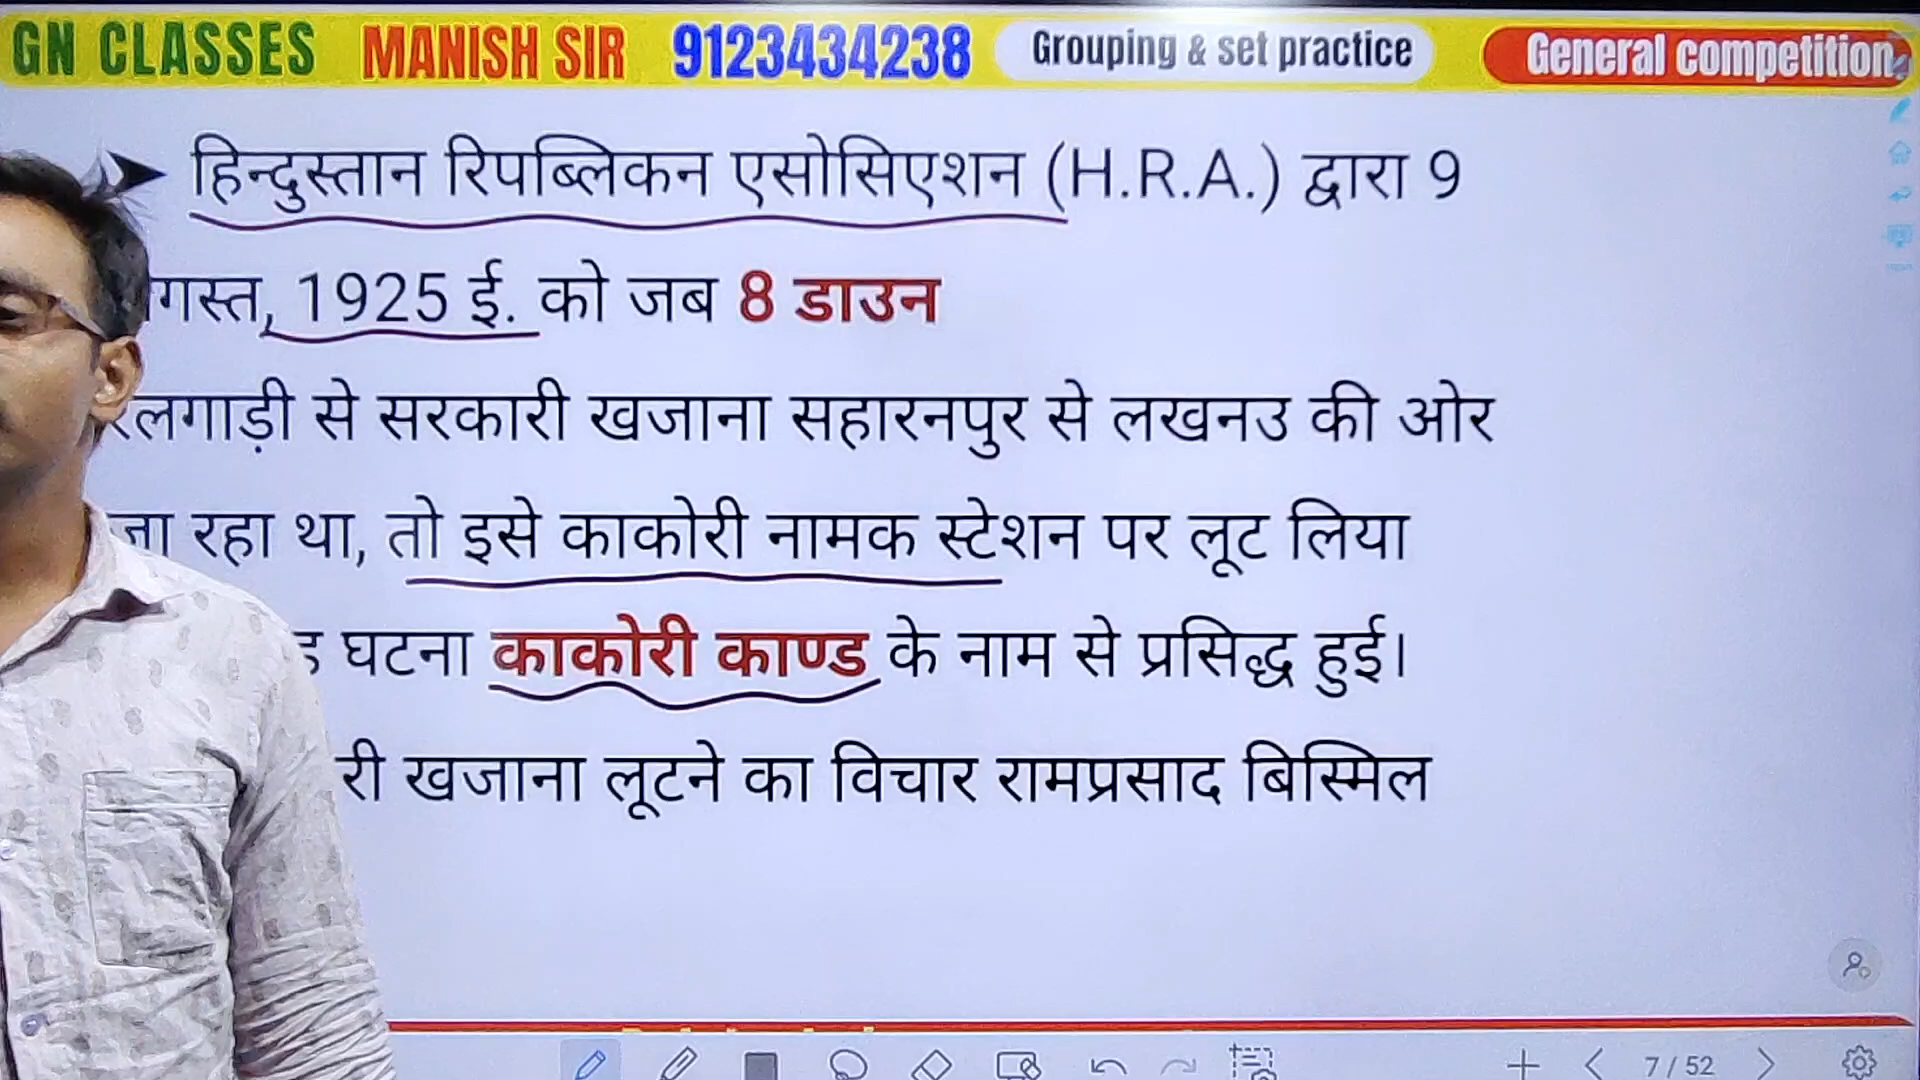 GN CLASSES MANISH SIR 9123434238 Grouping & set practice General competition
हिन्दुस्तान रिपब्लिकन एसोसिएशन (H.R.A.) द्वारा 9
गस्त, 1925 ई. को जब 8 डाउन
लगाड़ी से सरकारी खजाना सहारनपुर से लखनउ की ओर
जा रहा था, तो इसे काकोरी नामक स्टेशन पर लूट लिया
घटना काकोरी काण्ड के नाम से प्रसिद्ध हुई।
री खजाना लूटने का विचार रामप्रसाद बिस्मिल
7 / 52